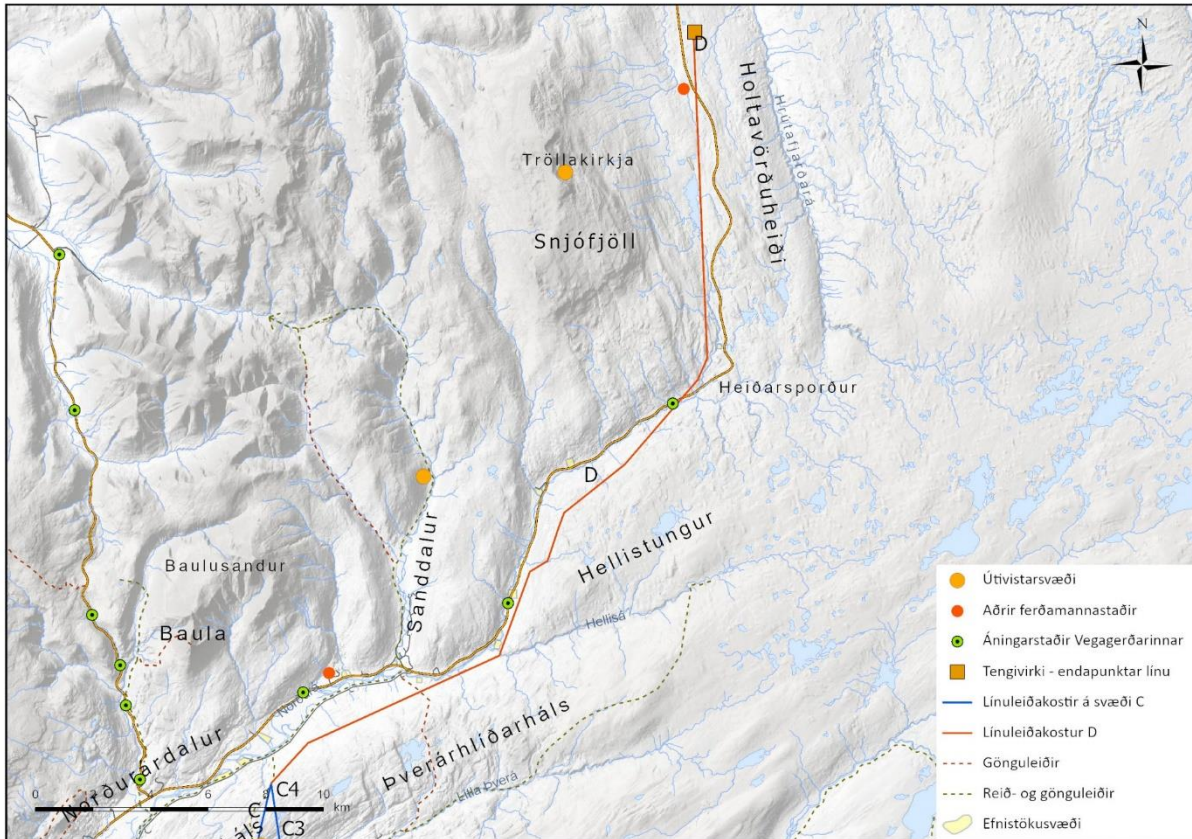 N
D
Holtavörðuheiði
Hrútafjarðará
Tröllakirkja
Snjófjöll
Heiðarsporður
D
Hellistungur
Sanddalur
Baulusandur
Baula
Hellisá
Norðurá
Norðurárdalur
Þverárhlíðarháls
Litla Þverá
C4
C
C3
0
6
8
10
km
Útivistarsvæði
Aðrir ferðamannastaðir
Áningarstaðir Vegagerðarinnar
Tengivirki - endapunktar línu
Línuleiðakostir á svæði C
Línuleiðakostur D
Gönguleiðir
Reið- og gönguleiðir
Efnistökusvæði